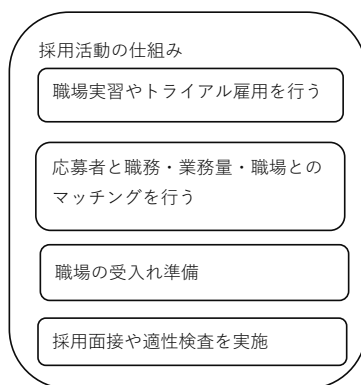 採用活動の仕組み
職場実習やトライアル雇用を行う
応募者と職務・業務量・職場との
マッチングを行う
職場の受入れ準備
採用面接や適性検査を実施